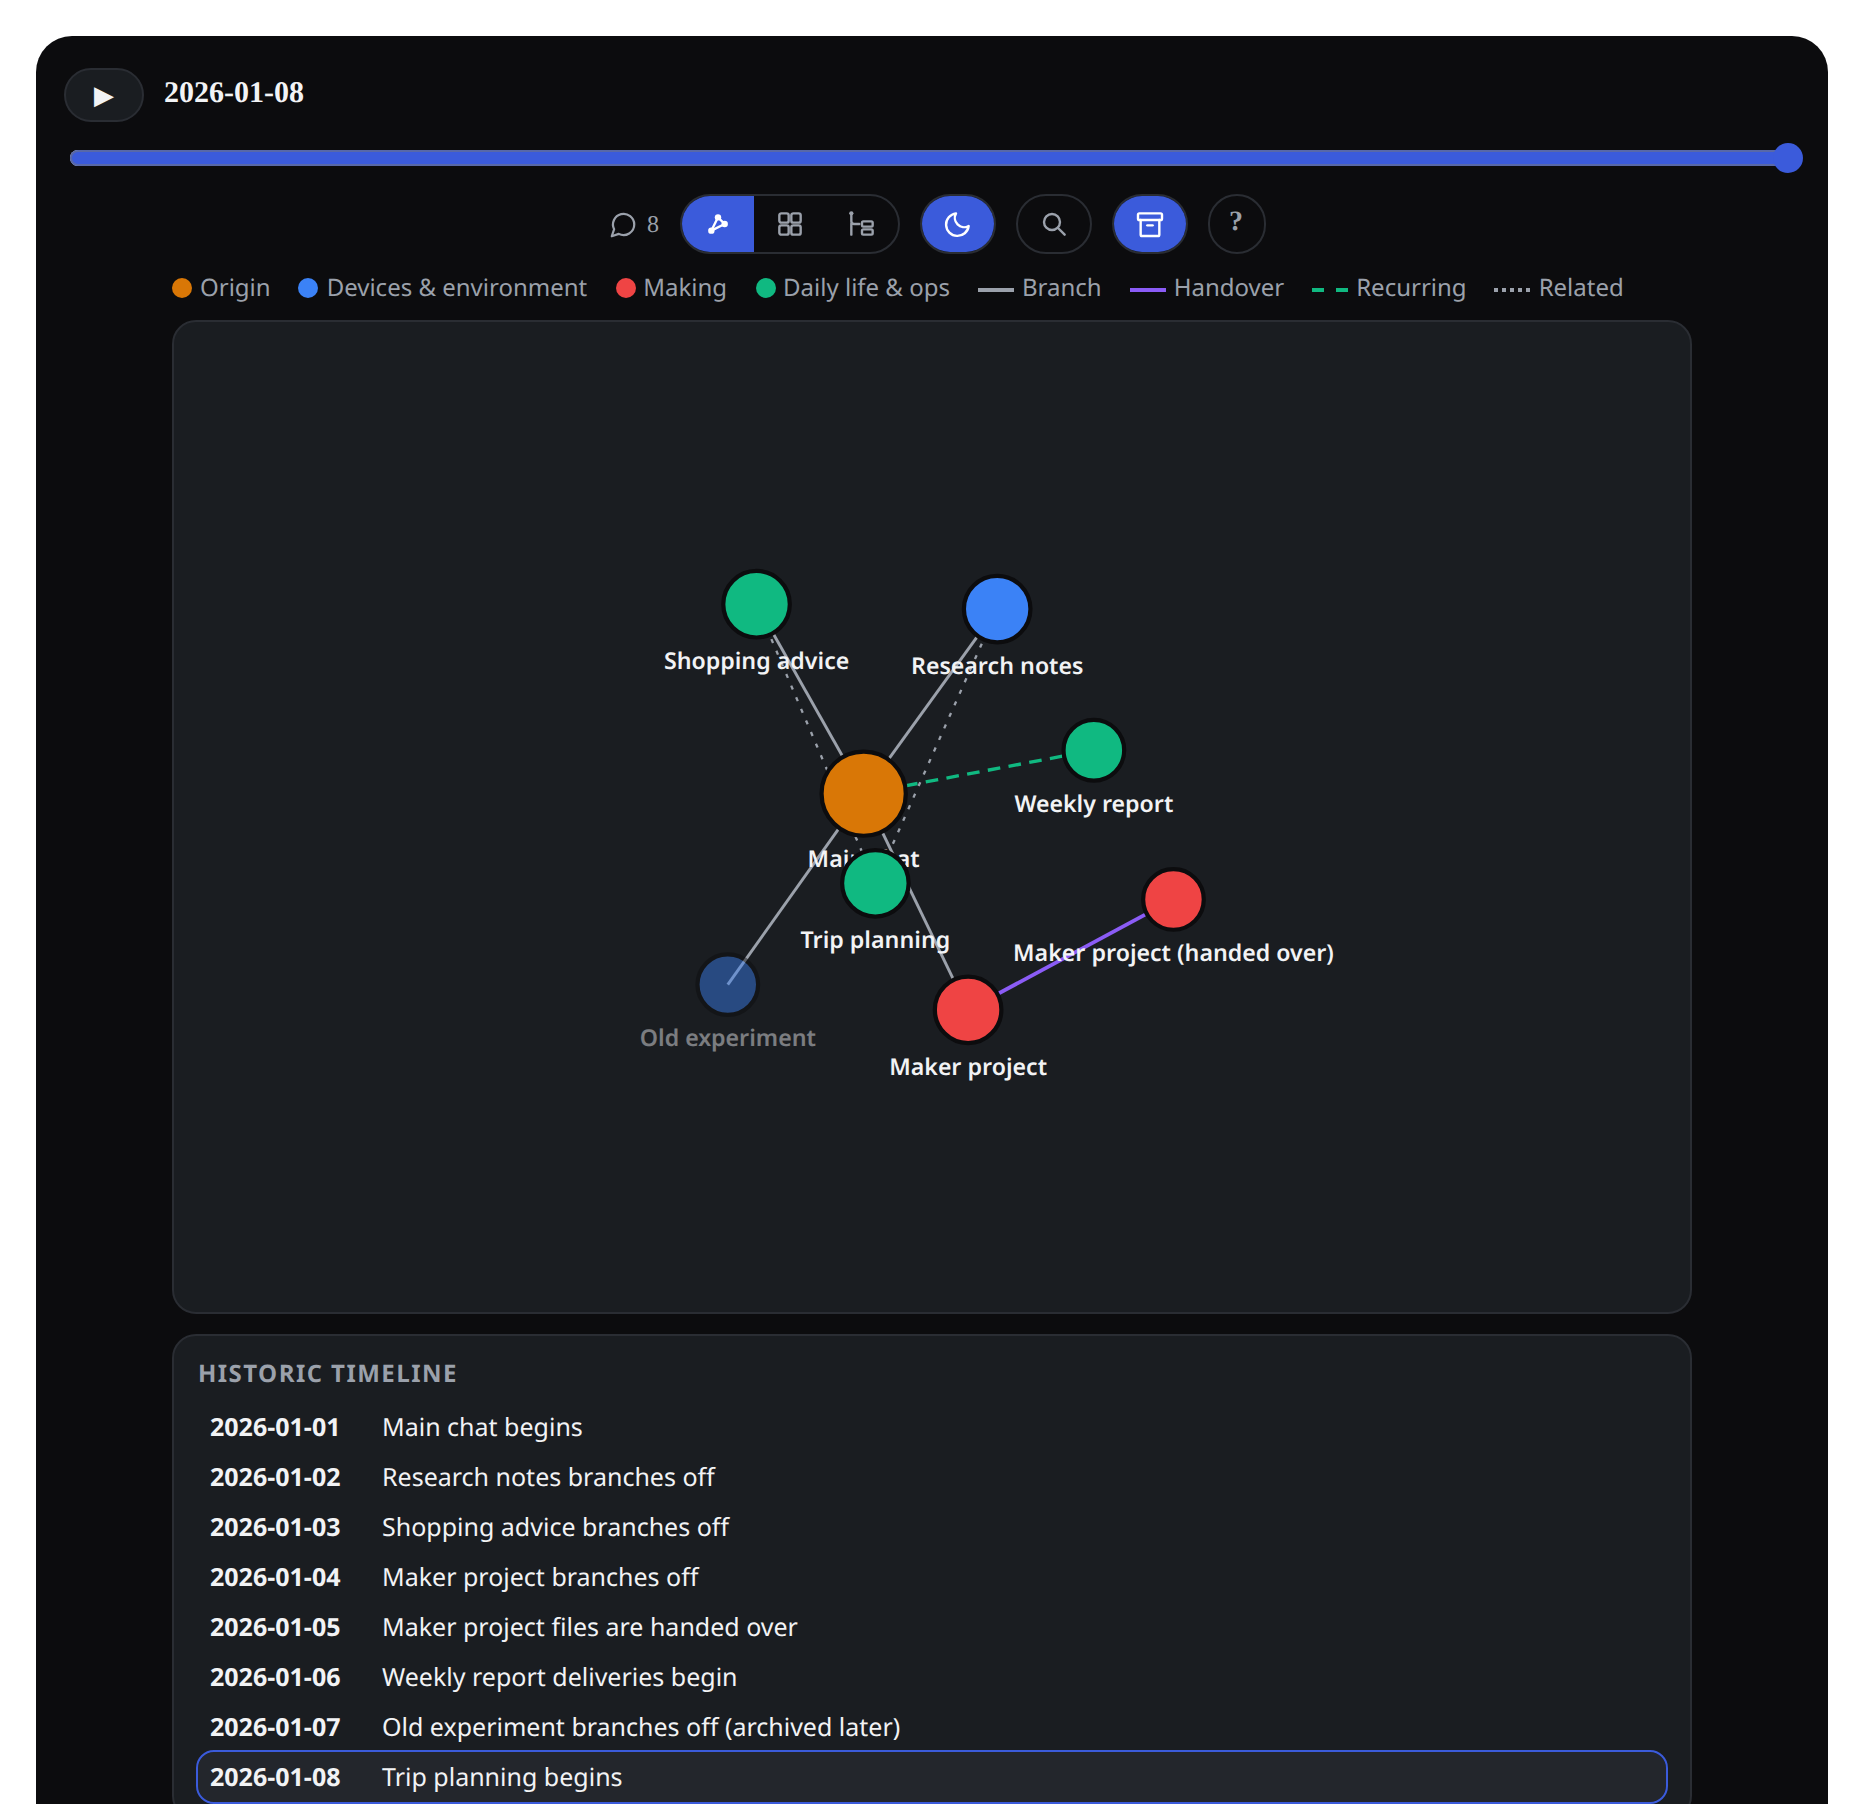 2026-01-08
8
?
Origin
Devices & environment
Making
Daily life & ops
Branch
Handover
Recurring
Related
Shopping advice
Research notes
Weekly report
Trip planning
Maker project (handed over)
Old experiment
Maker project
HISTORIC TIMELINE
2026-01-01 Main chat begins
2026-01-02 Research notes branches off
2026-01-03 Shopping advice branches off
2026-01-04 Maker project branches off
2026-01-05 Maker project files are handed over
2026-01-06 Weekly report deliveries begin
2026-01-07 Old experiment branches off (archived later)
2026-01-08 Trip planning begins